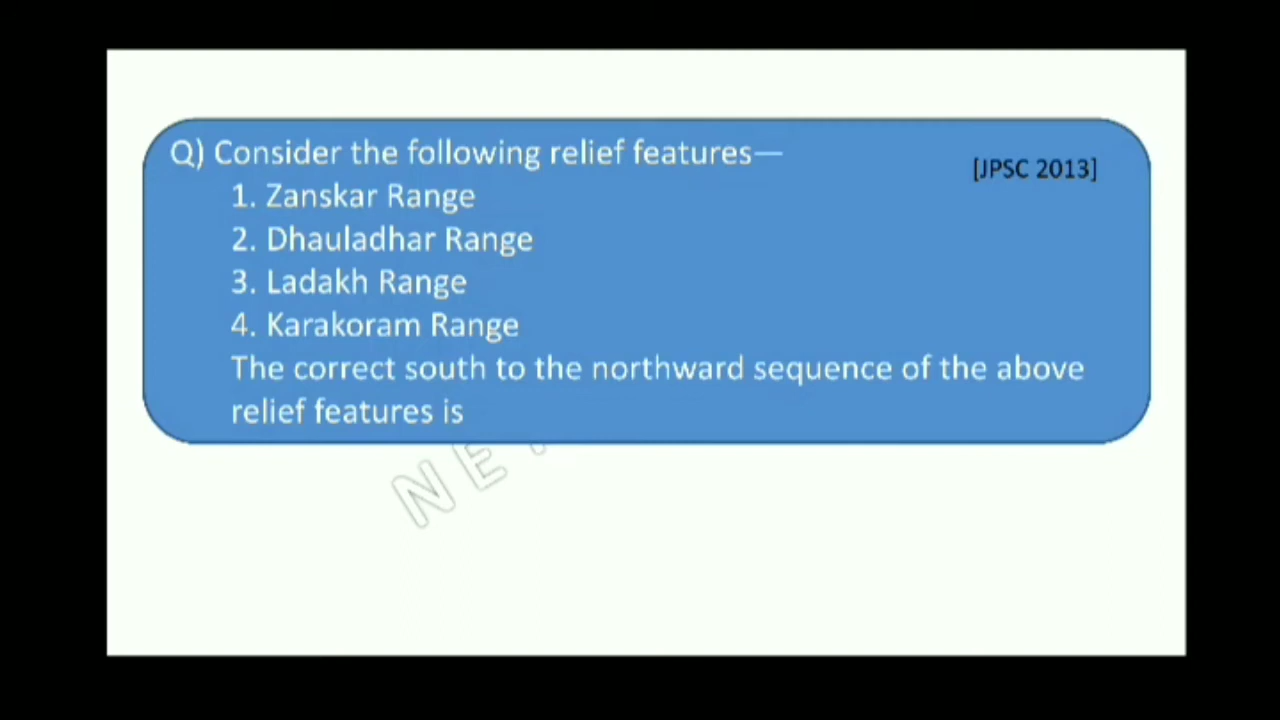 Q) Consider the following relief features—
[JPSC 2013]
1. Zanskar Range
2. Dhauladhar Range
3. Ladakh Range
4. Karakoram Range
The correct south to the northward sequence of the above
relief features is